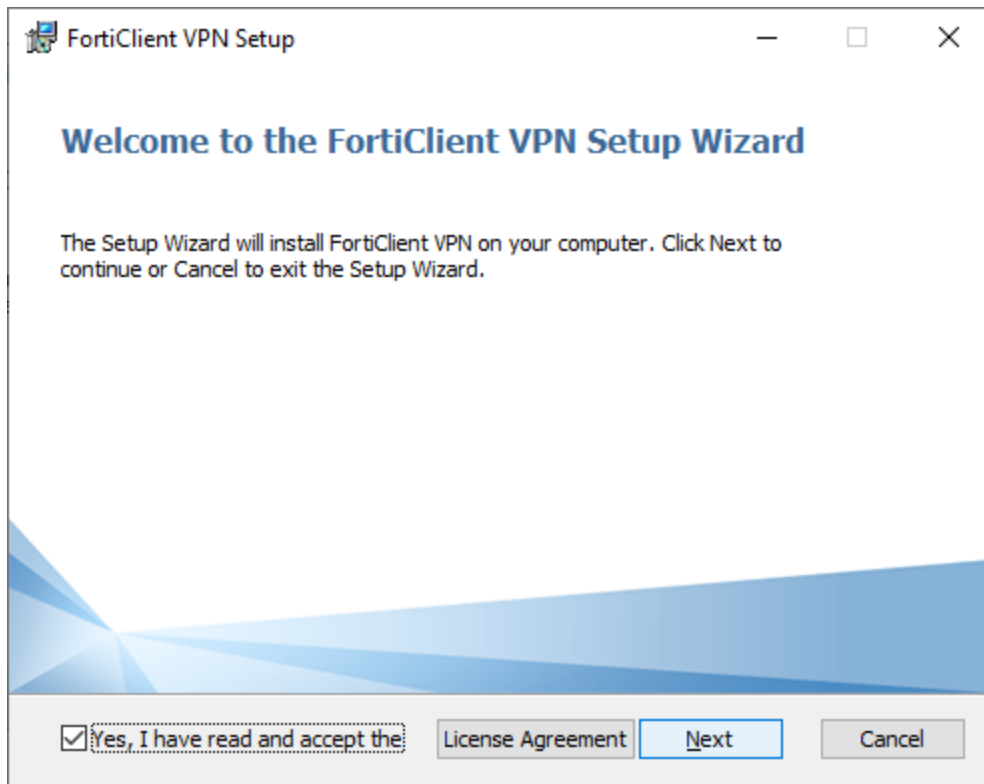 FortiClient VPN Setup
Welcome to the FortiClient VPN Setup Wizard
The Setup Wizard will install FortiClient VPN on your computer. Click Next to
continue or Cancel to exit the Setup Wizard.
Yes, I have read and accept the License Agreement Next Cancel